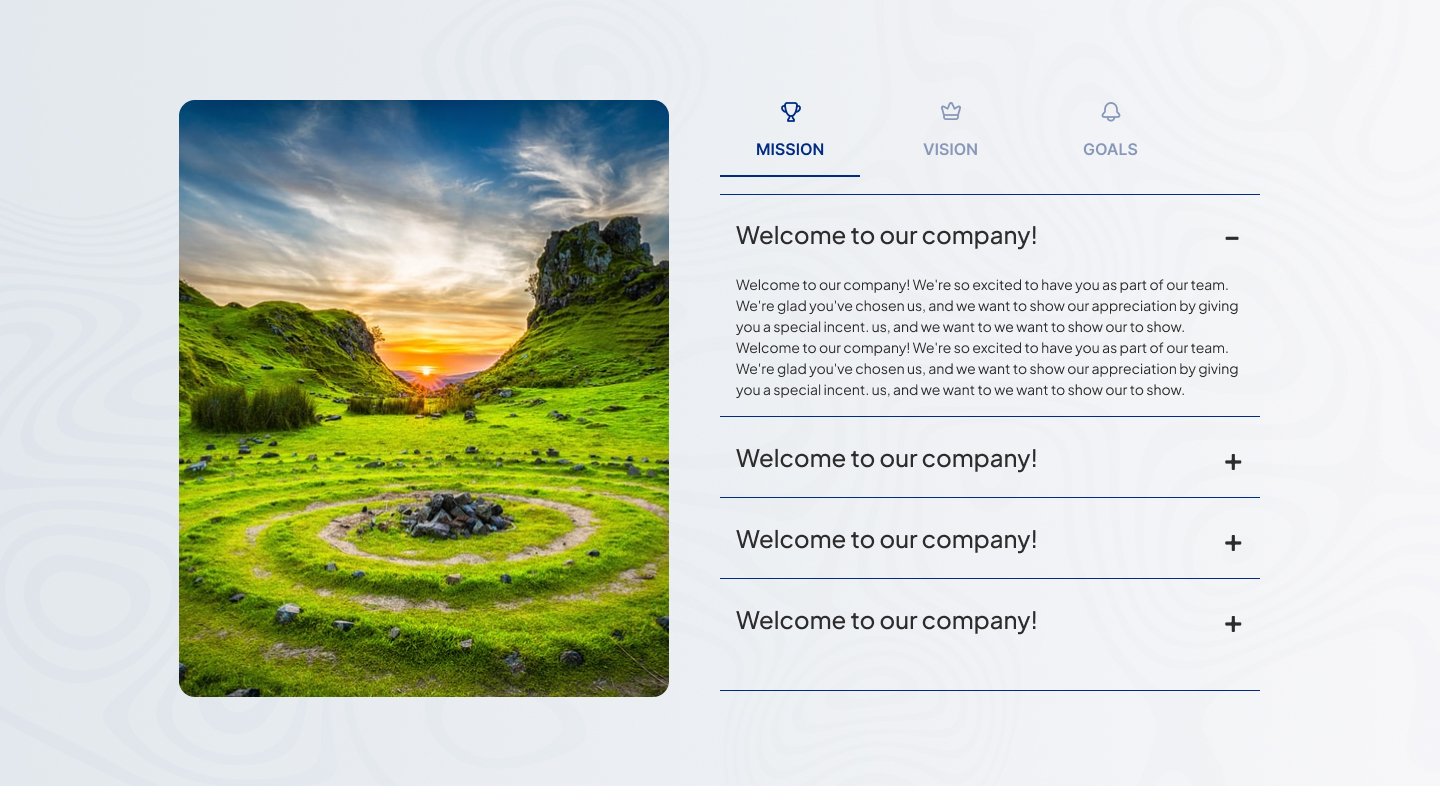 MISSION
VISION
GOALS
Welcome to our company!
Welcome to our company! We're so excited to have you as part of our team.
We're glad you've chosen us, and we want to show our appreciation by giving
you a special incent. us, and we want to we want to show our to show.
Welcome to our company! We're so excited to have you as part of our team.
We're glad you've chosen us, and we want to show our appreciation by giving
you a special incent. us, and we want to we want to show our to show.
Welcome to our company!
Welcome to our company!
Welcome to our company!